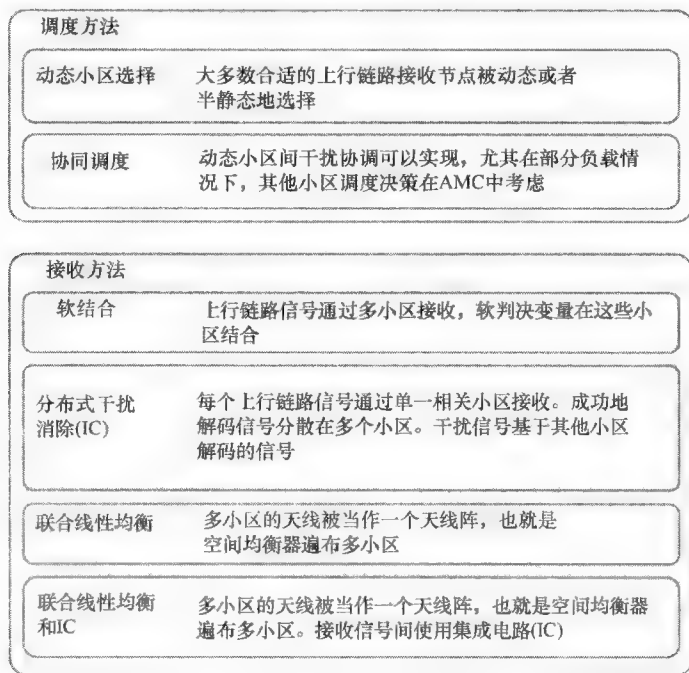 调度方法
动态小区选择
大多数合适的上行链路接收节点被动态或者
半静态地选择
协同调度
动态小区间干扰协调可以实现，尤其在部分负载情
况下，其他小区调度决策在AMC中考虑
接收方法
软结合
上行链路信号通过多小区接收，软判决变量在这些小
区结合
分布式干扰
消除(IC)
每个上行链路信号通过单一相关小区接收。成功地
解码信号分散在多个小区。干扰信号基于其他小区
解码的信号
联合线性均衡
多小区的天线被当作一个天线阵，也就是
空间均衡器遍布多小区
联合线性均衡
和IC
多小区的天线被当作一个天线阵，也就是空间均衡器
遍布多小区。接收信号间使用集成电路(IC)